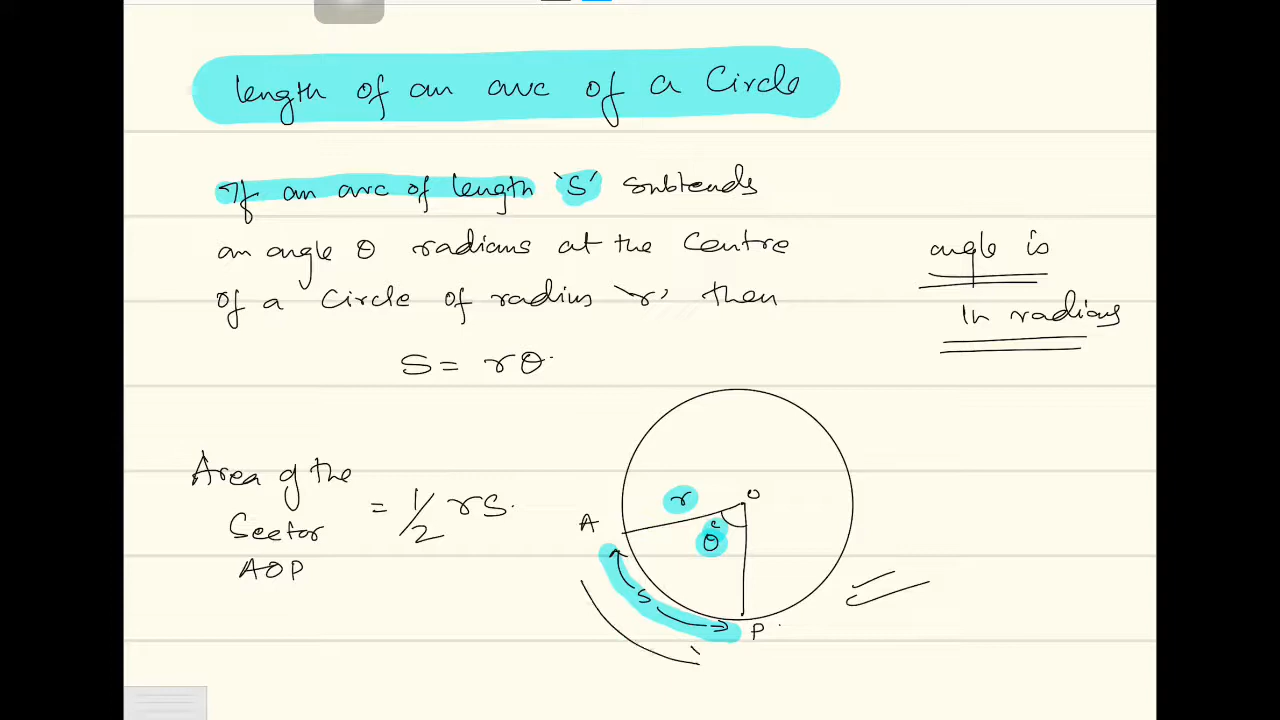 length of an arc of a Circle
If an arc of length 'S' subtends
an angle θ radians at the Centre
of a Circle of radius 'r' then
angle is
in radians
S = rθ.
Area of the
Sector
AOP
= 1/2 rs.
r
O
A
θ c
S
P